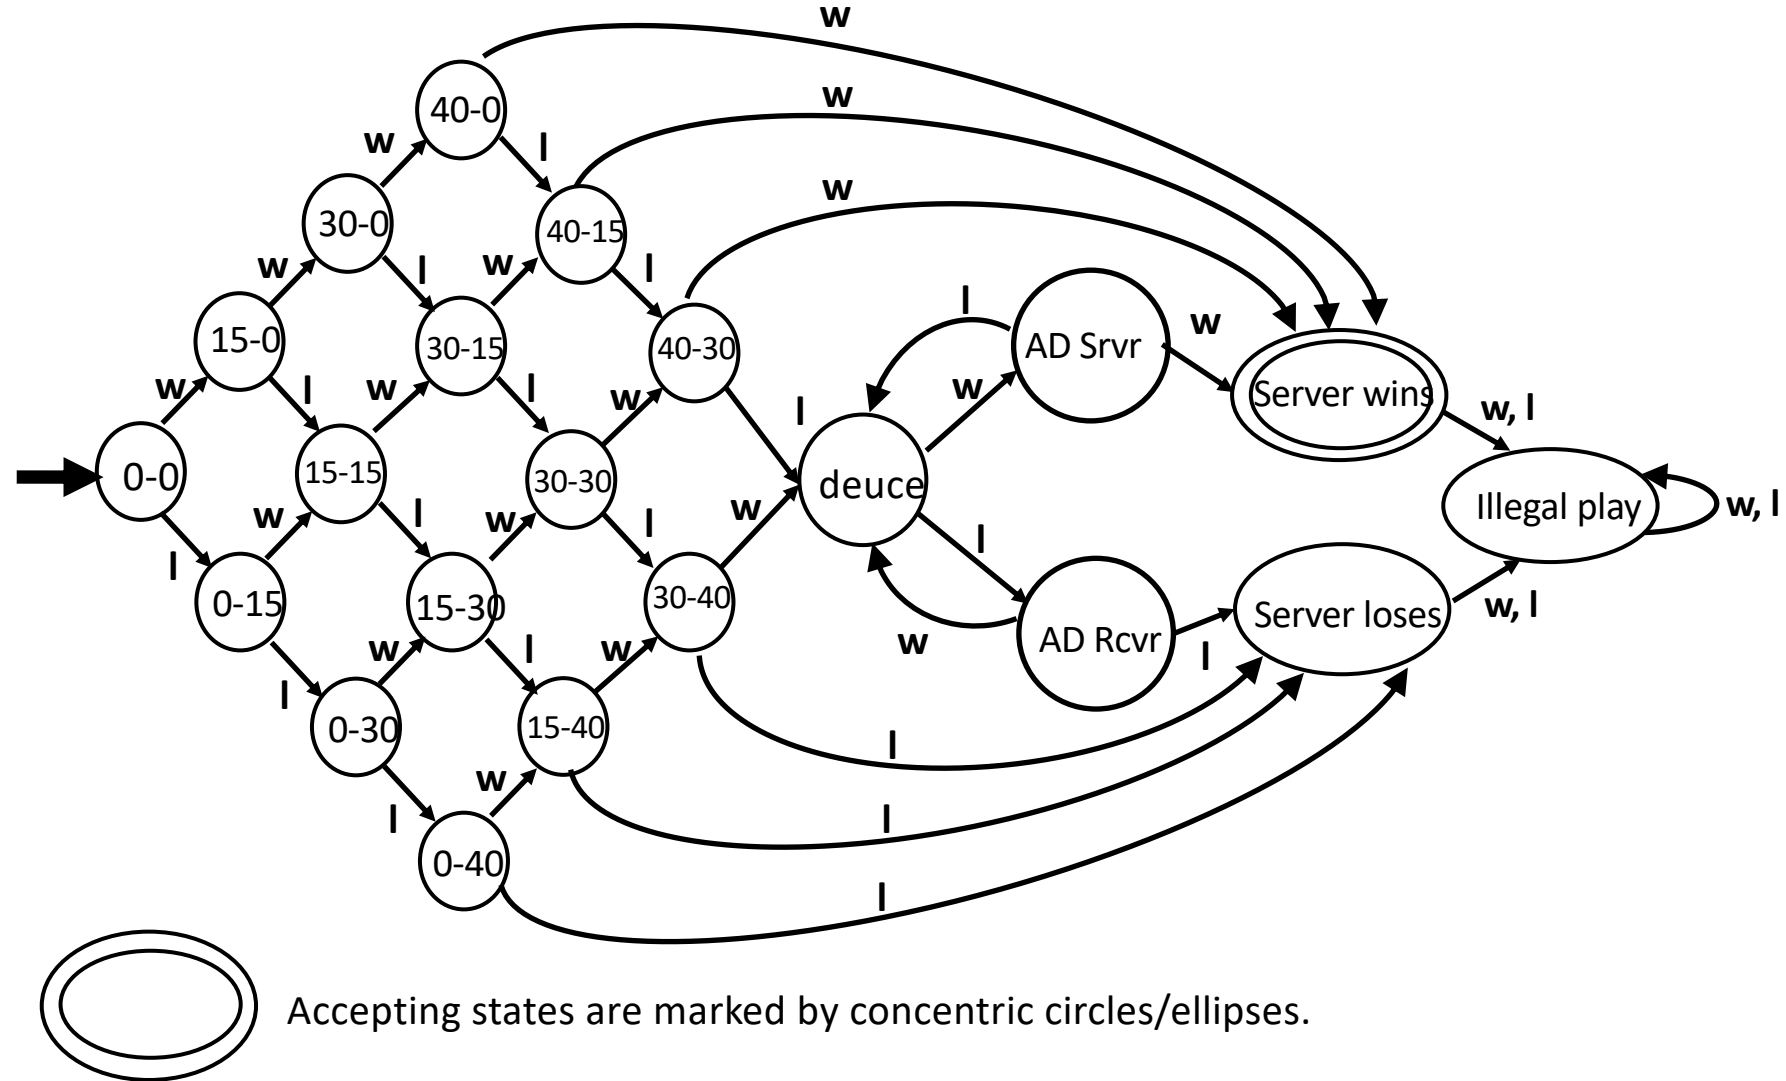 w
40-0
w
w
l
30-0
w
40-15
w
l
w
l
l
15-0
30-15
40-30
AD Srvr
w
w
l
w
l
w
w
l
Server wins
w, l
0-0
15-15
30-30
deuce
Illegal play
w, l
w
l
w
l
w
l
l
0-15
15-30
30-40
AD Rcvr
Server loses
w, l
w
l
w
w
l
l
0-30
15-40
l
w
l
l
0-40
l
Accepting states are marked by concentric circles/ellipses.